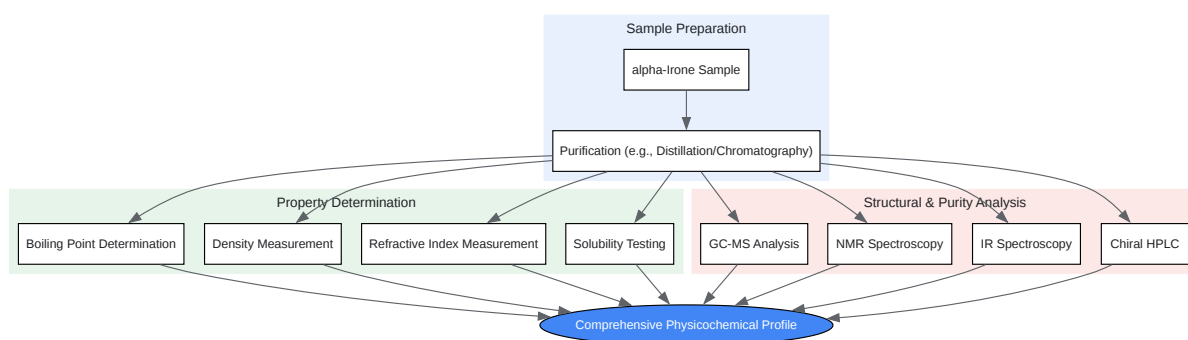 Sample Preparation
alpha-Irone Sample
Purification (e.g., Distillation/Chromatography)
Property Determination
Structural & Purity Analysis
Boiling Point Determination
Density Measurement
Refractive Index Measurement
Solubility Testing
GC-MS Analysis
NMR Spectroscopy
IR Spectroscopy
Chiral HPLC
Comprehensive Physicochemical Profile